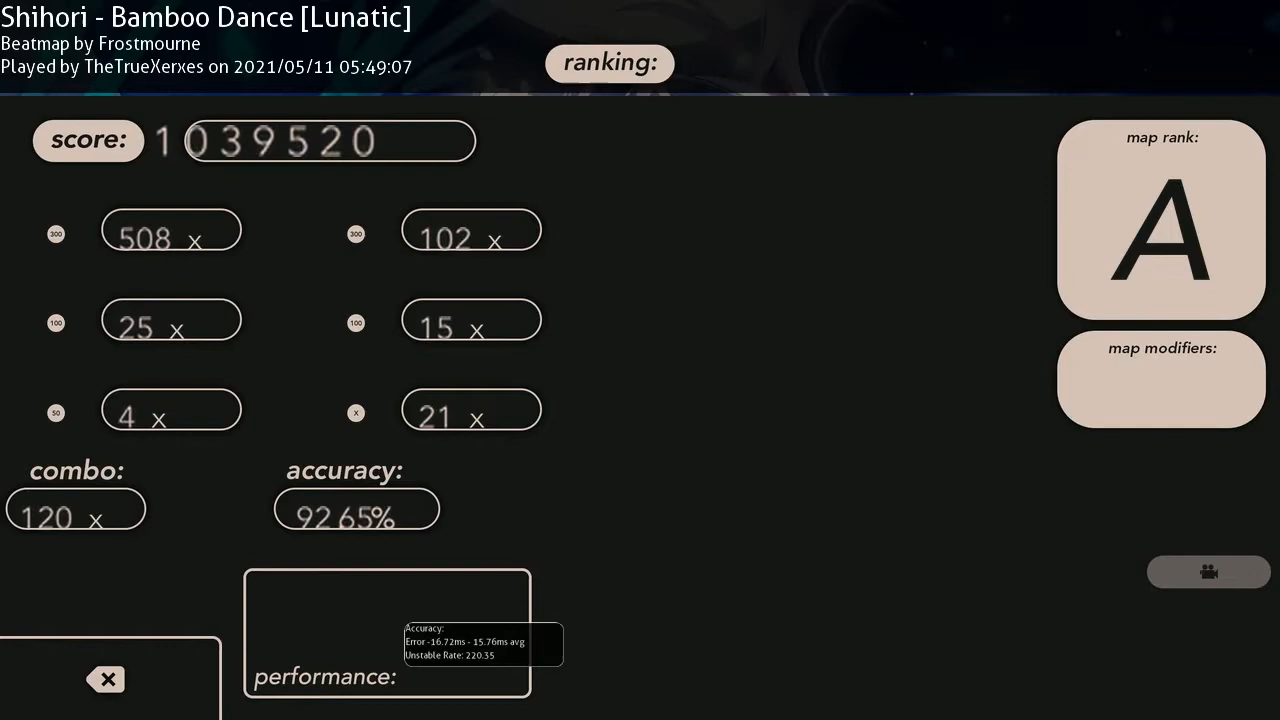 Shihori - Bamboo Dance [Lunatic]
Beatmap by Frostmourne
Played by TheTrueXerxes on 2021/05/11 05:49:07
ranking:
score: 1039520
map rank:
A
300 508 x 300 102 x
100 25 x 100 15 x
map modifiers:
50 4 x X 21 x
combo: accuracy:
120 x 92 65%
Accuracy:
Error -16.72ms - 15.76ms avg
Unstable Rate: 220.35
performance: